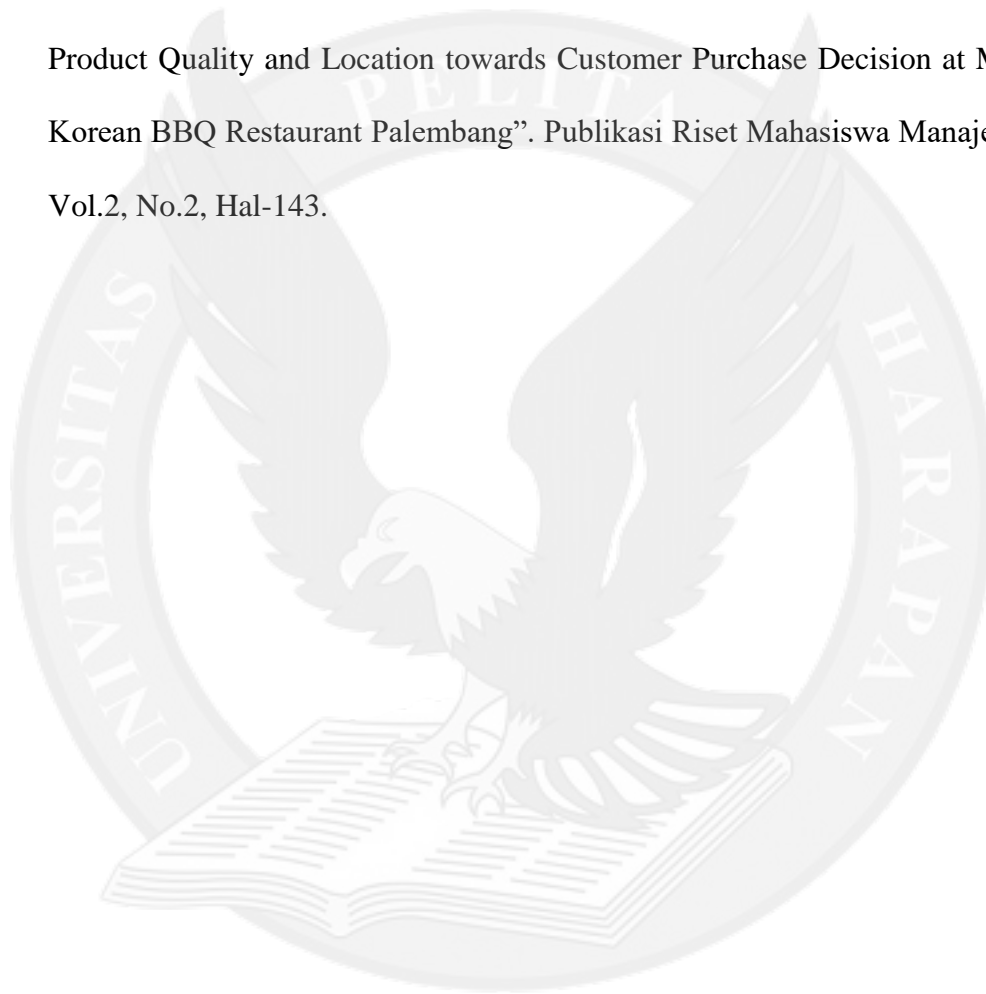 Product Quality and Location towards Customer Purchase Decision at
Korean BBQ Restaurant Palembang”. Publikasi Riset Mahasiswa
Vol.2, No.2, Hal-143.
UNIVERSITAS PELITA HARAPAN